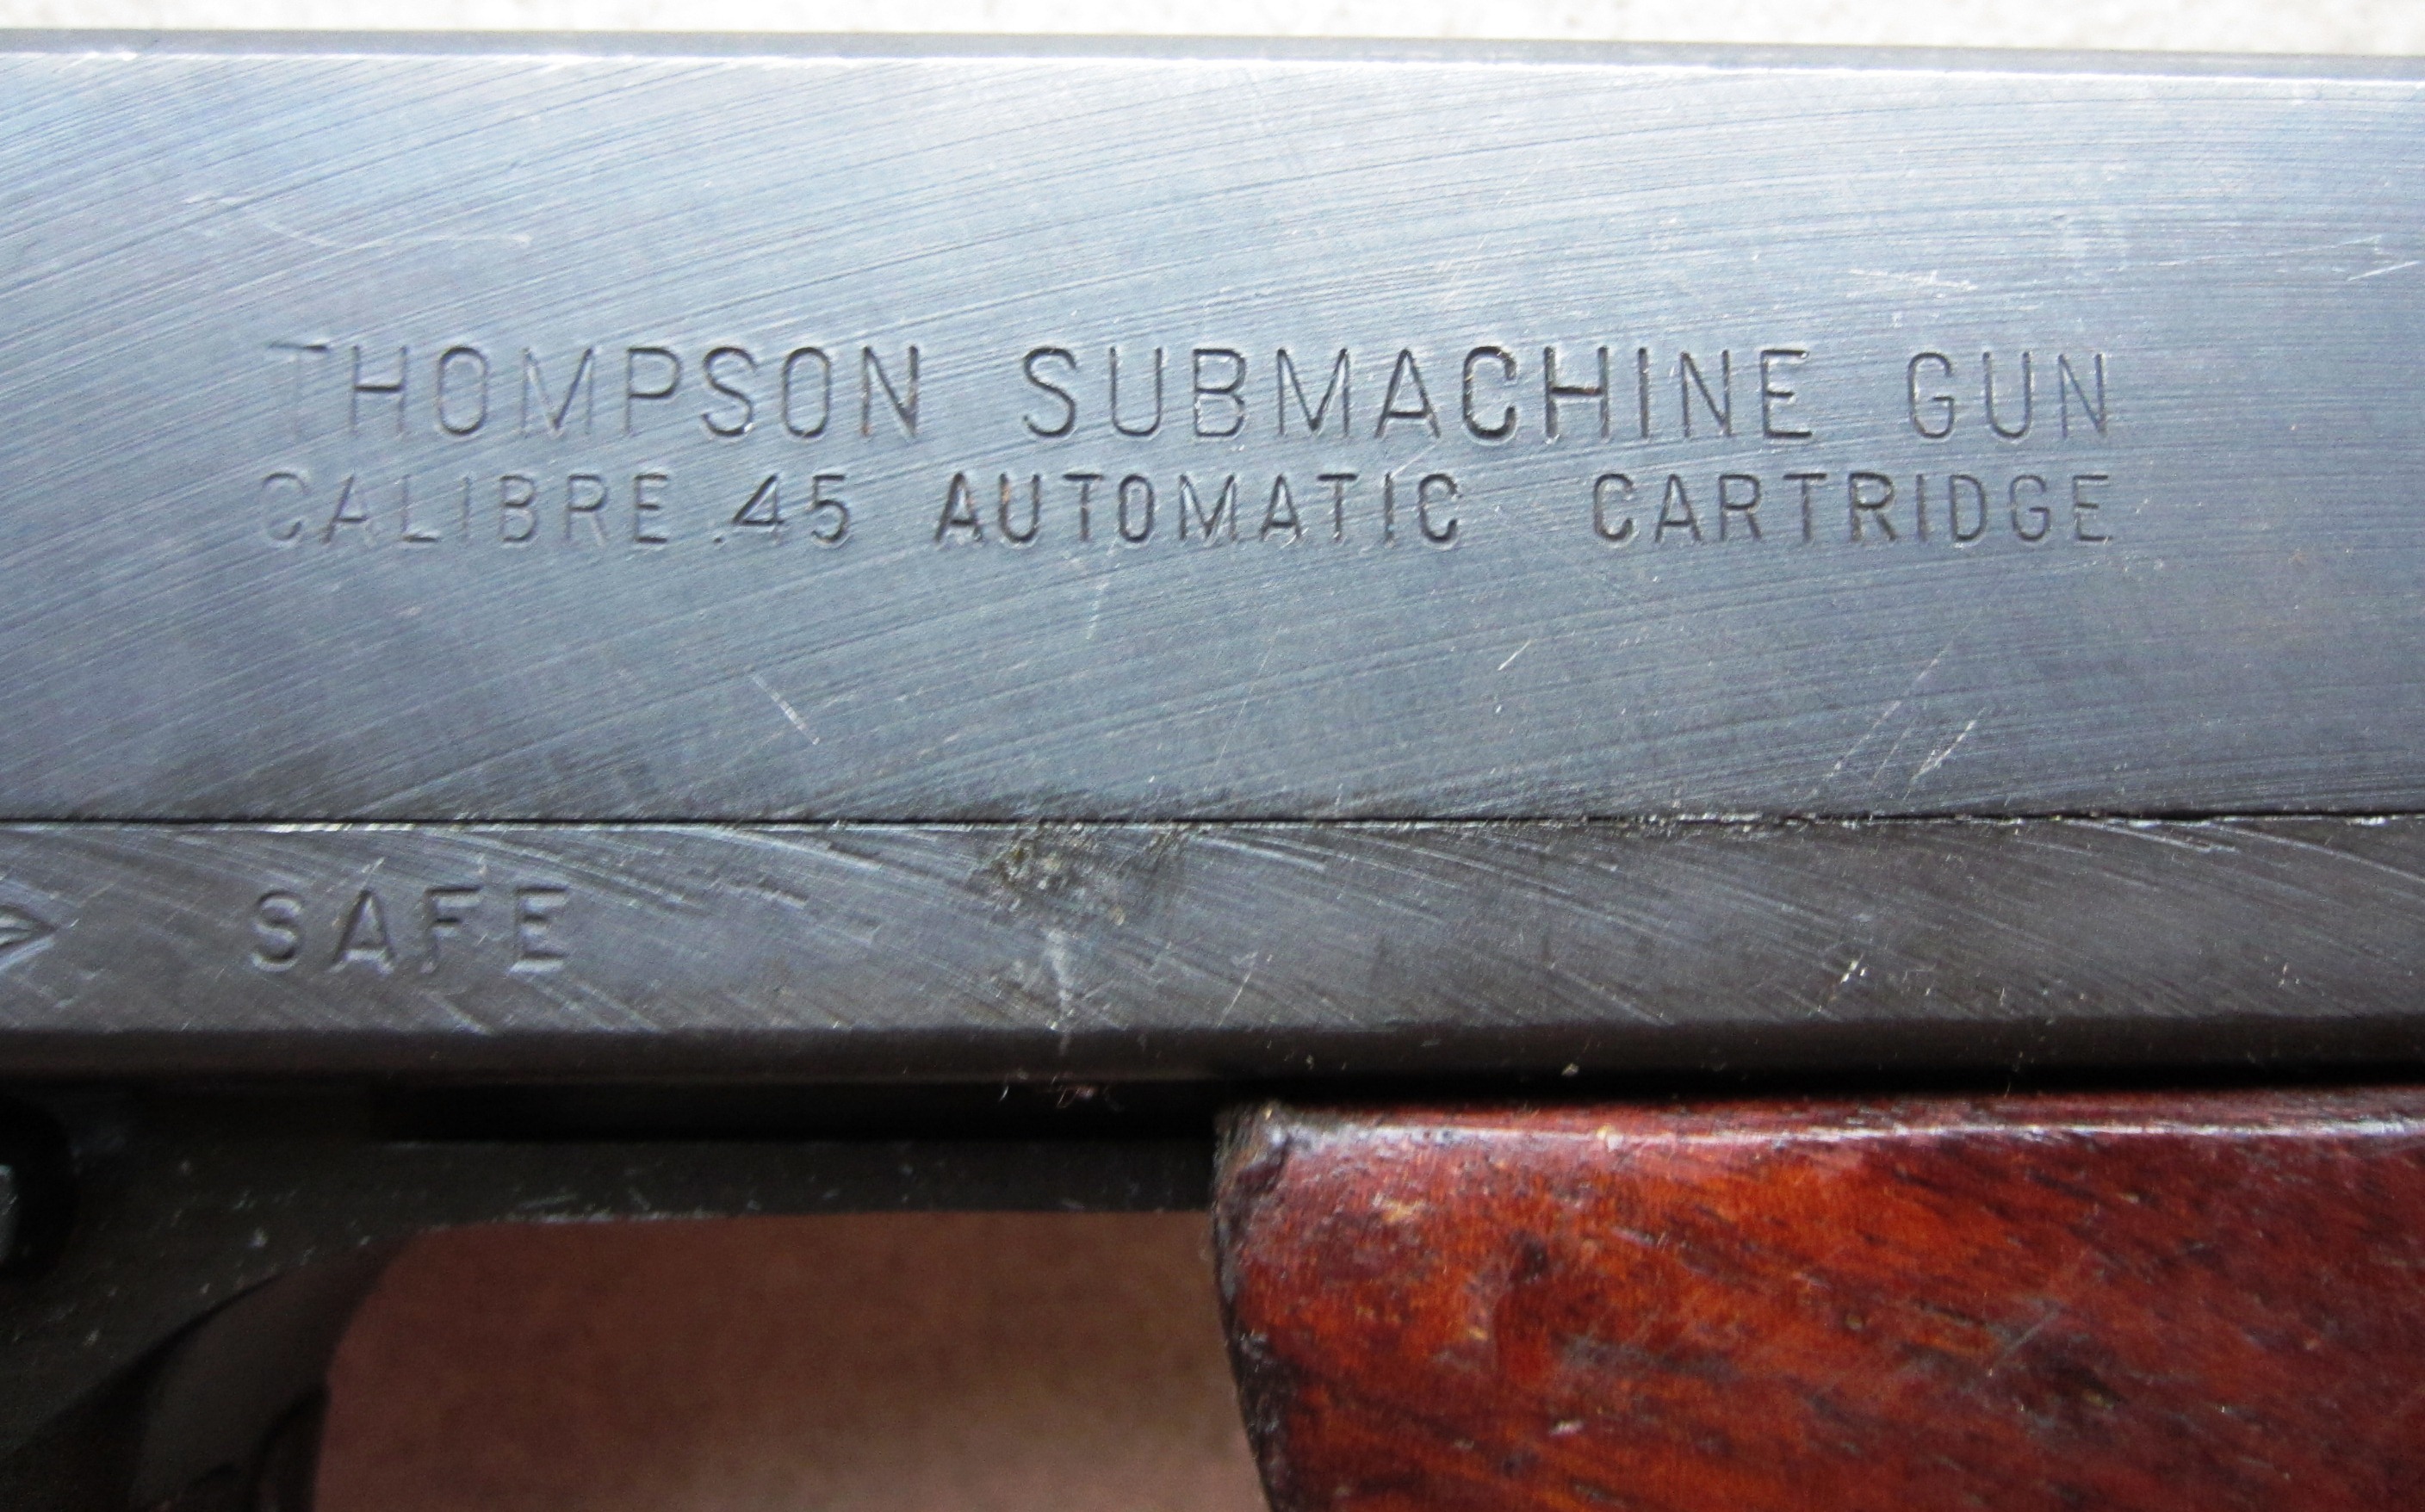 THOMPSON SUBMACHINE GUN
CALIBRE .45 AUTOMATIC CARTRIDGE
SAFE